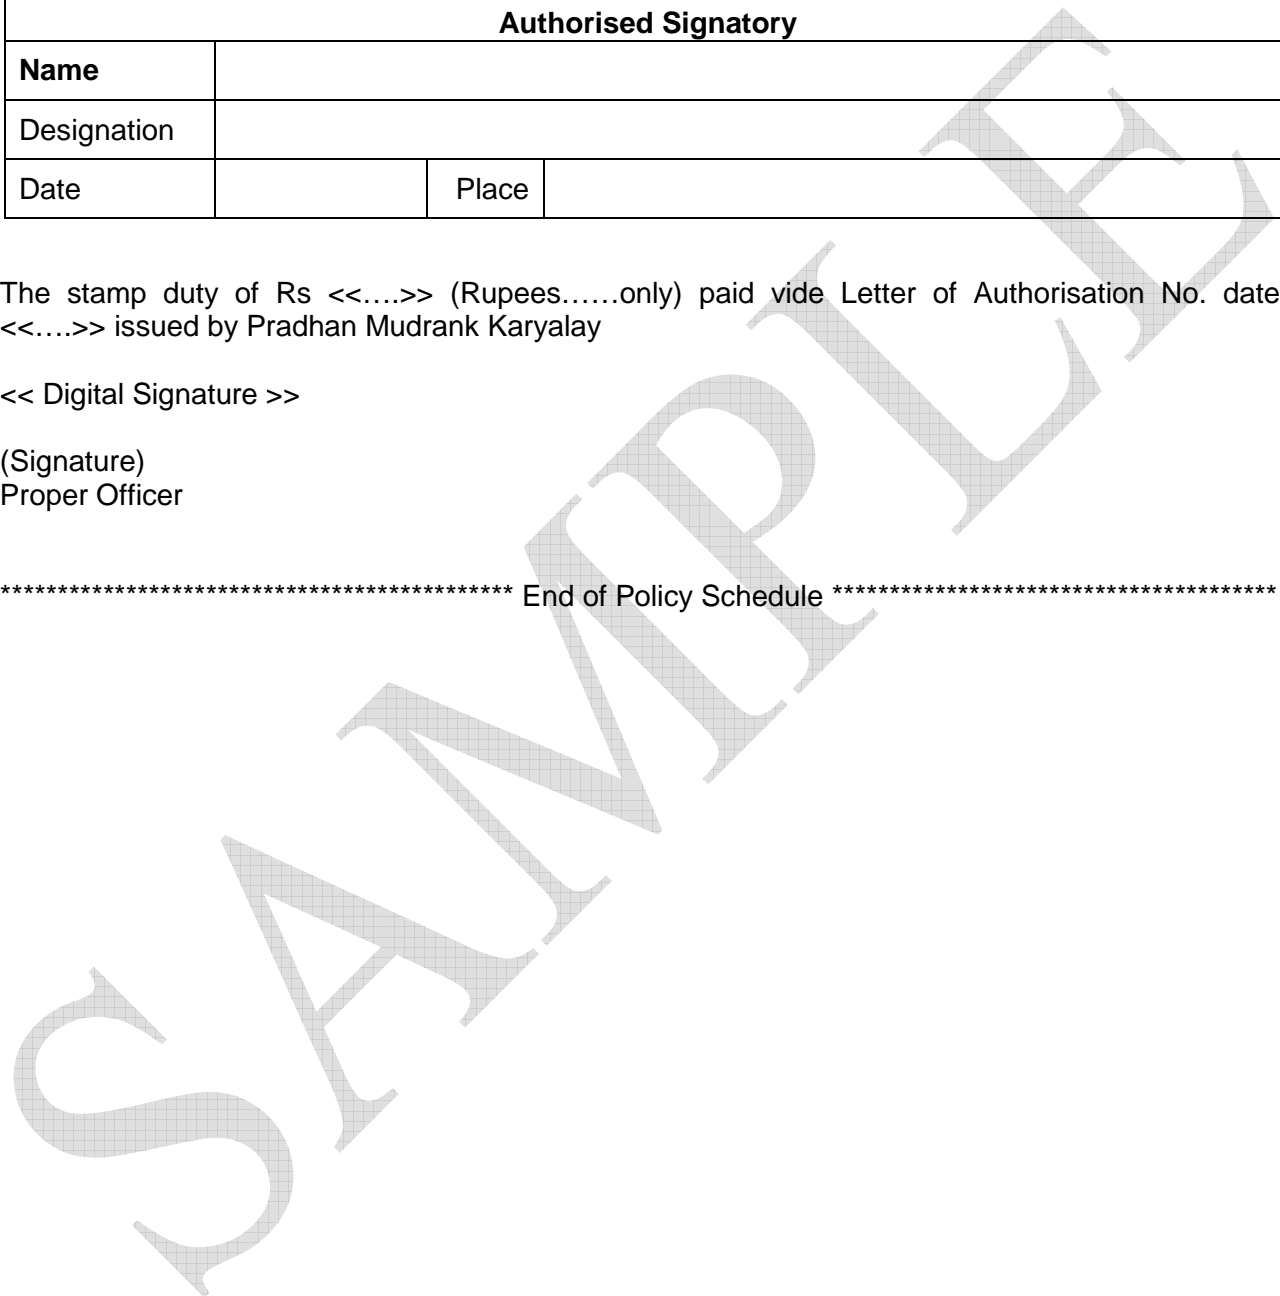 Authorised Signatory
Name
Designation
Date Place
The stamp duty of Rs <<….>> (Rupees……only) paid vide Letter of Authorisation No. date
<<….>> issued by Pradhan Mudrank Karyalay
<< Digital Signature >>
(Signature)
Proper Officer
********************************************* End of Policy Schedule ***************************************
SAMPLE